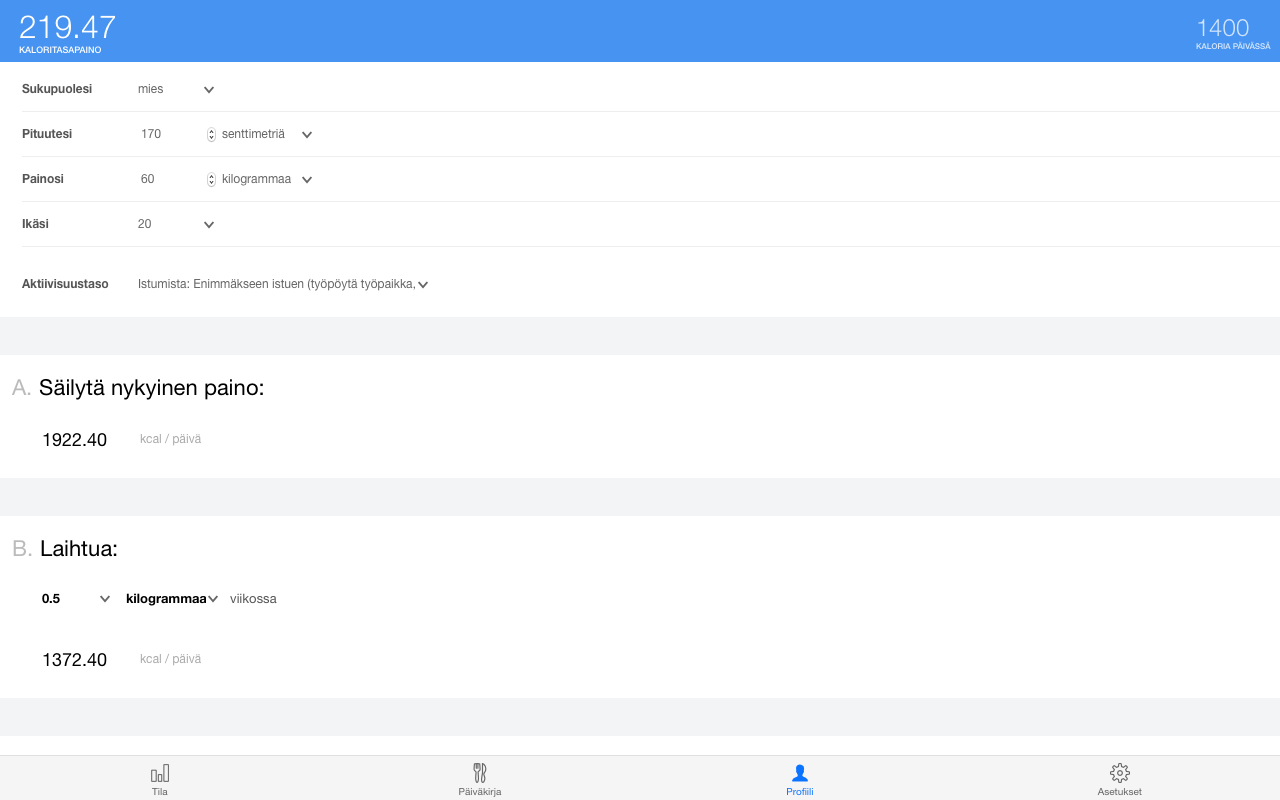 219.47
KALORITASAPAINO
1400
KALORIA PÄIVÄSSÄ
Sukupuolesi mies
Pituutesi 170 senttimetriä
Painosi 60 kilogrammaa
Ikäsi 20
Aktiivisuustaso Istumista: Enimmäkseen istuen (työpöytä työpaikka,
A. Säilytä nykyinen paino:
1922.40 kcal / päivä
B. Laihtua:
0.5 kilogrammaa viikossa
1372.40 kcal / päivä
Tila Päiväkirja Profiili Asetukset